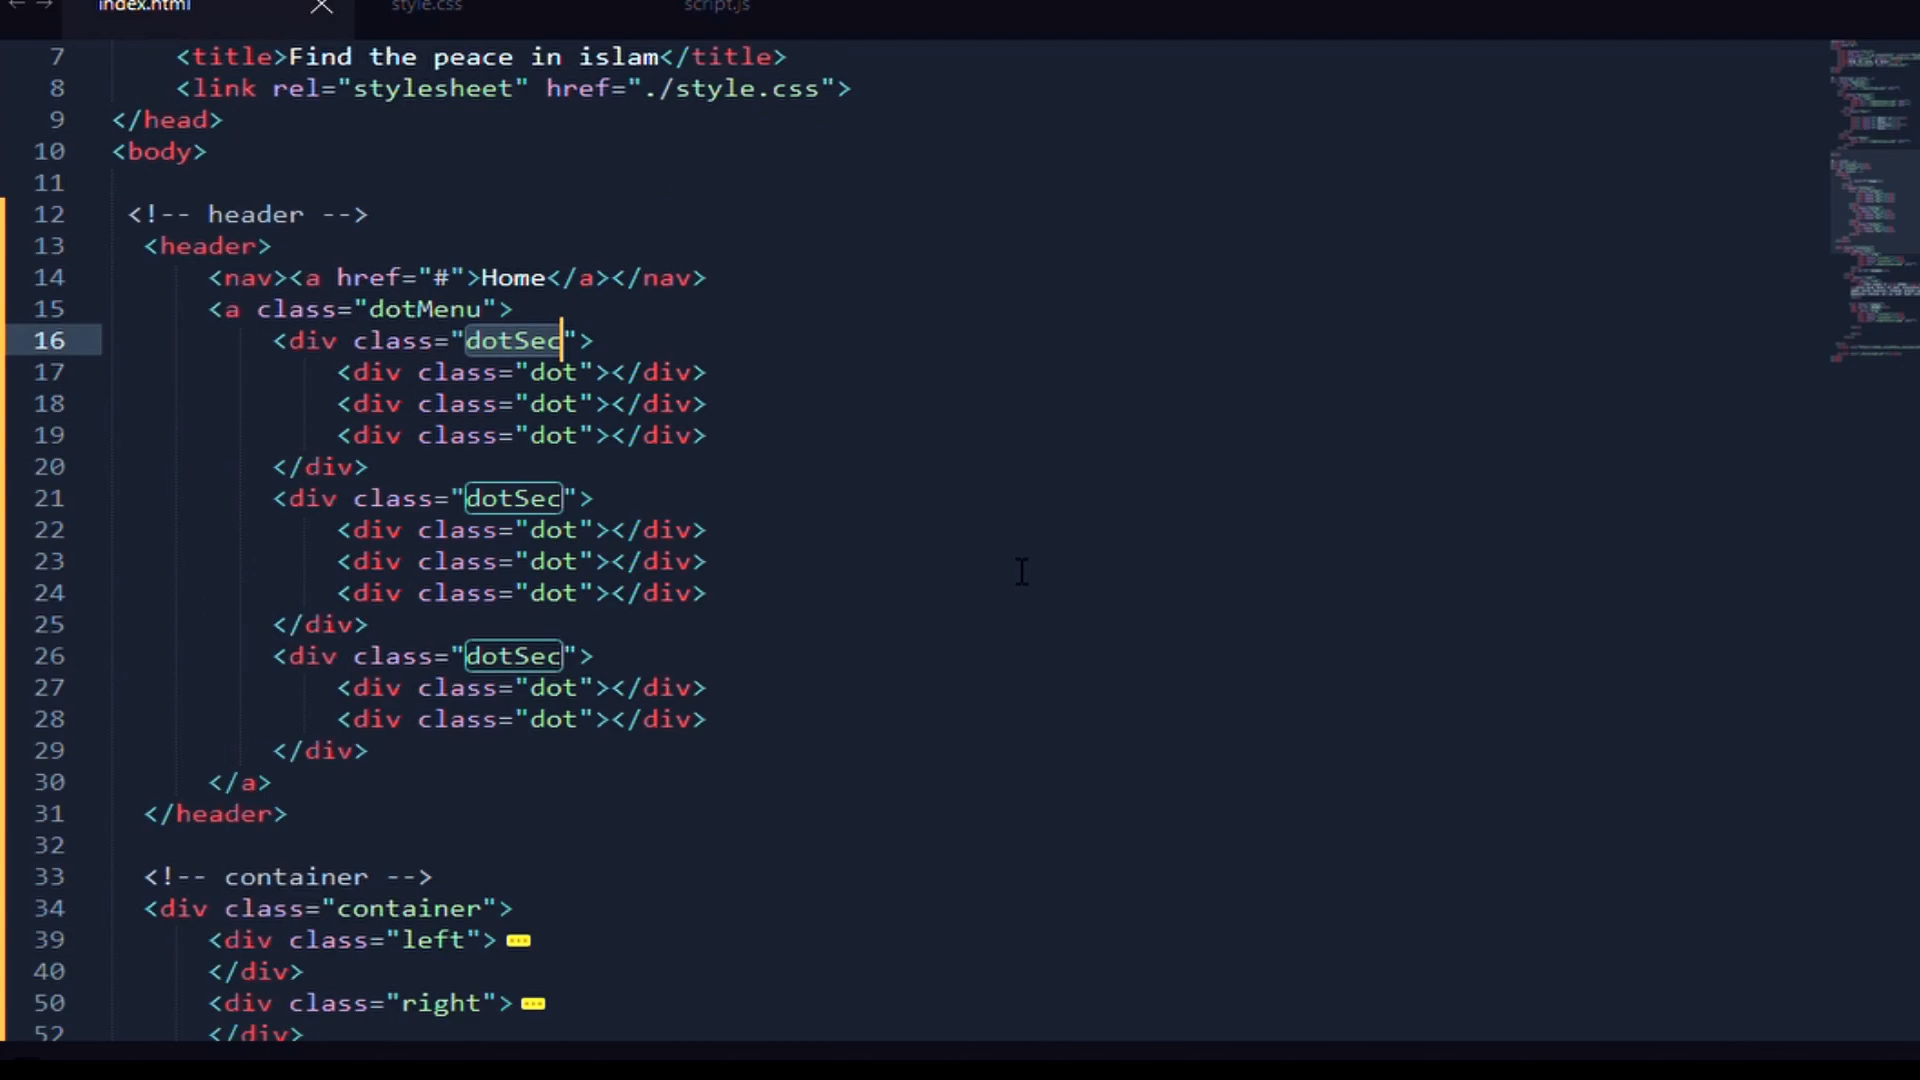 index.html style.css script.js
7 <title>Find the peace in islam</title>
8 <link rel="stylesheet" href="./style.css">
9 </head>
10 <body>
11
12 <!-- header -->
13 <header>
14 <nav><a href="#">Home</a></nav>
15 <a class="dotMenu">
16 <div class="dotSec">
17 <div class="dot"></div>
18 <div class="dot"></div>
19 <div class="dot"></div>
20 </div>
21 <div class="dotSec">
22 <div class="dot"></div>
23 <div class="dot"></div>
24 <div class="dot"></div>
25 </div>
26 <div class="dotSec">
27 <div class="dot"></div>
28 <div class="dot"></div>
29 </div>
30 </a>
31 </header>
32
33 <!-- container -->
34 <div class="container">
39 <div class="left">
40 </div>
50 <div class="right">
52 </div>